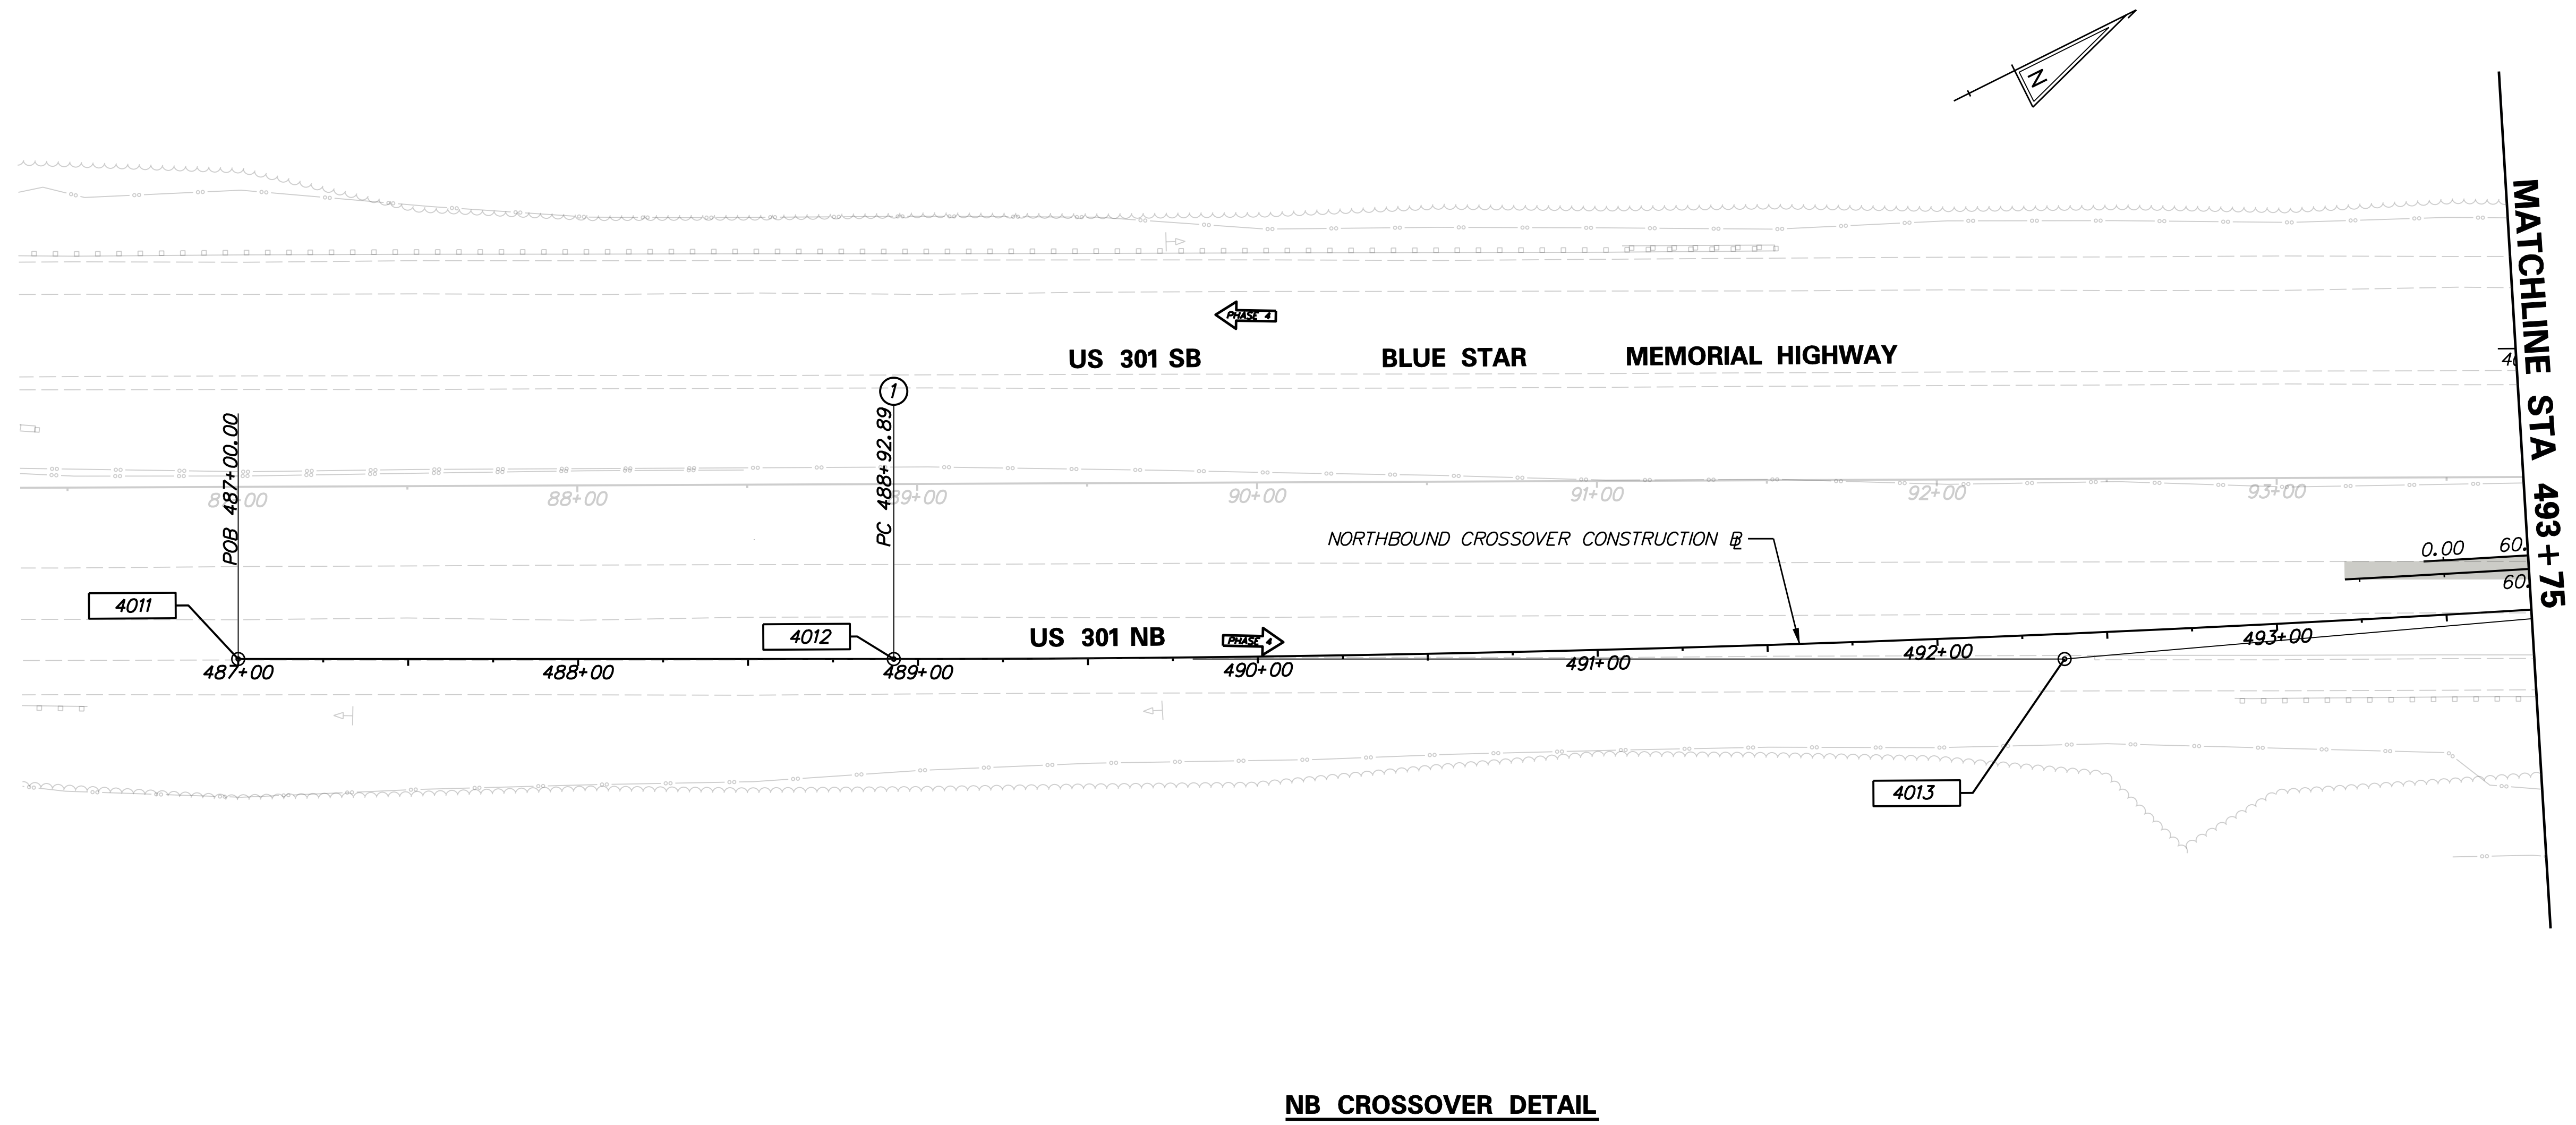 N
MATCHLINE STA 493+75
PHASE 4
US 301 SB BLUE STAR MEMORIAL HIGHWAY
1
POB 487+00.00
PC 488+92.89
88+00
89+00
90+00
91+00
92+00
93+00
NORTHBOUND CROSSOVER CONSTRUCTION BL
0.00
60.
60.
4011
4012
US 301 NB
PHASE 4
487+00
488+00
489+00
490+00
491+00
492+00
493+00
4013
NB CROSSOVER DETAIL